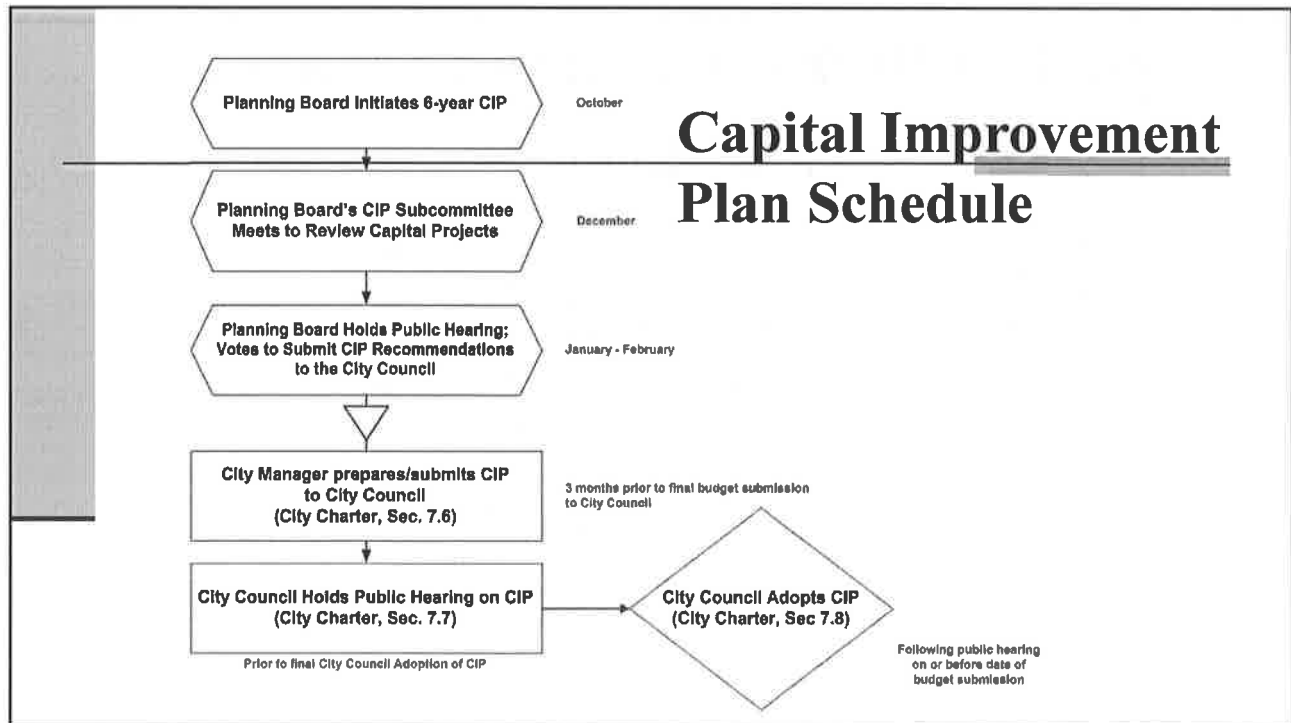 Capital Improvement
Plan Schedule
Planning Board Initiates 6-year CIP
October
Planning Board's CIP Subcommittee
Meets to Review Capital Projects
December
Planning Board Holds Public Hearing;
Votes to Submit CIP Recommendations
to the City Council
January - February
City Manager prepares/submits CIP
to City Council
(City Charter, Sec. 7.6)
3 months prior to final budget submission
to City Council
City Council Holds Public Hearing on CIP
(City Charter, Sec. 7.7)
Prior to final City Council Adoption of CIP
City Council Adopts CIP
(City Charter, Sec 7.8)
Following public hearing
on or before date of
budget submission